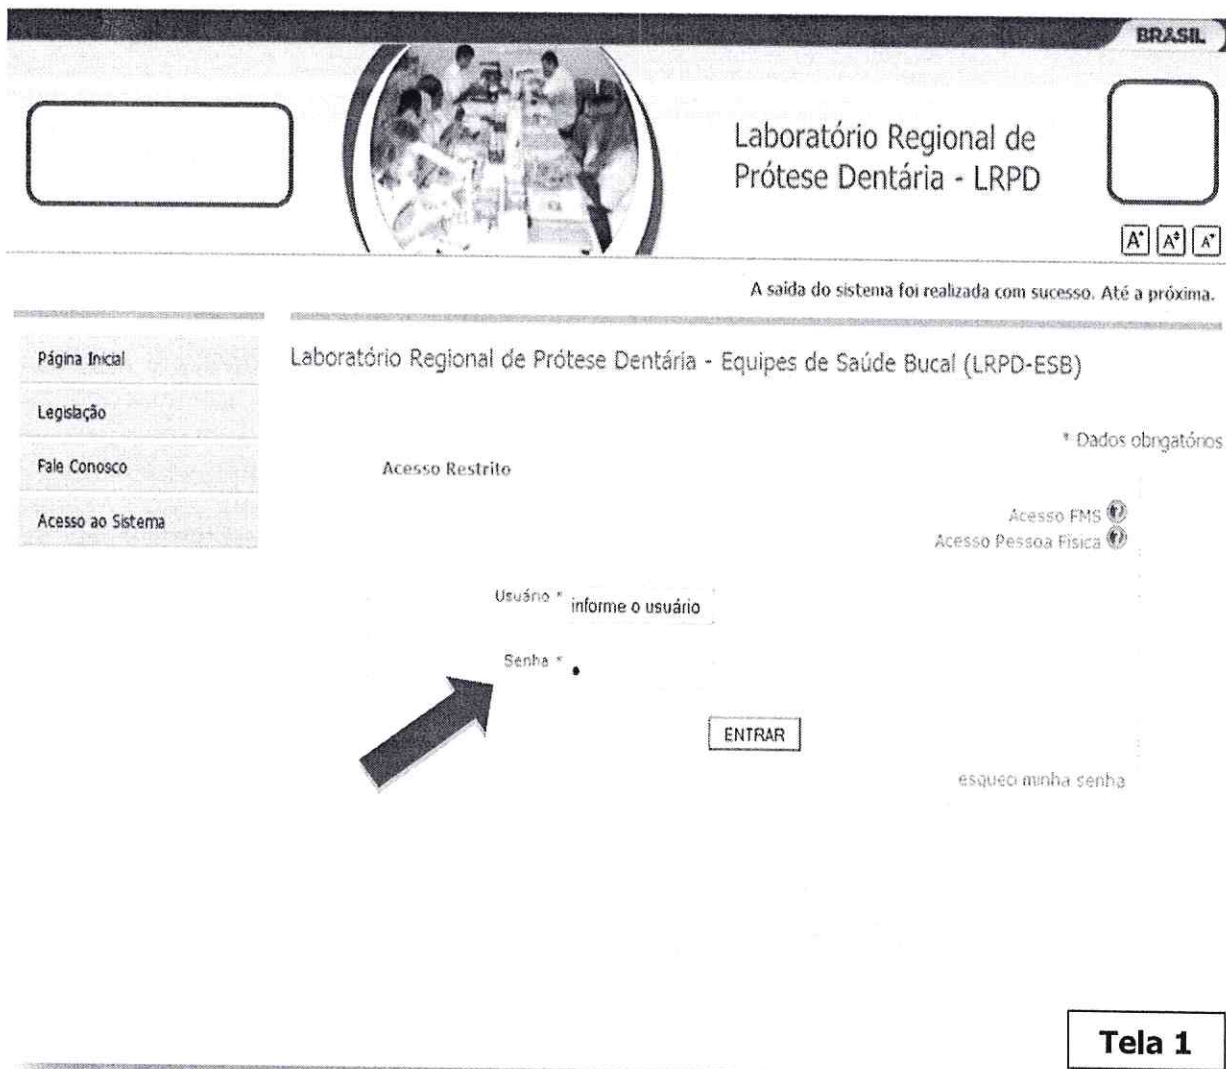 BRASIL
Laboratório Regional de
Prótese Dentária - LRPD
A⁺ A⁺ A⁻
A saída do sistema foi realizada com sucesso. Até a próxima.
Página Inicial
Legislação
Fale Conosco
Acesso ao Sistema
Laboratório Regional de Prótese Dentária - Equipes de Saúde Bucal (LRPD-ESB)
* Dados obrigatórios
Acesso Restrito
Acesso FMS
Acesso Pessoa Física
Usuário * informe o usuário
Senha * •
ENTRAR
esqueci minha senha
Tela 1